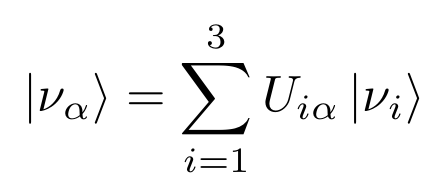 |ν_α⟩ = ∑_{i=1}^{3} U_{iα} |ν_i⟩